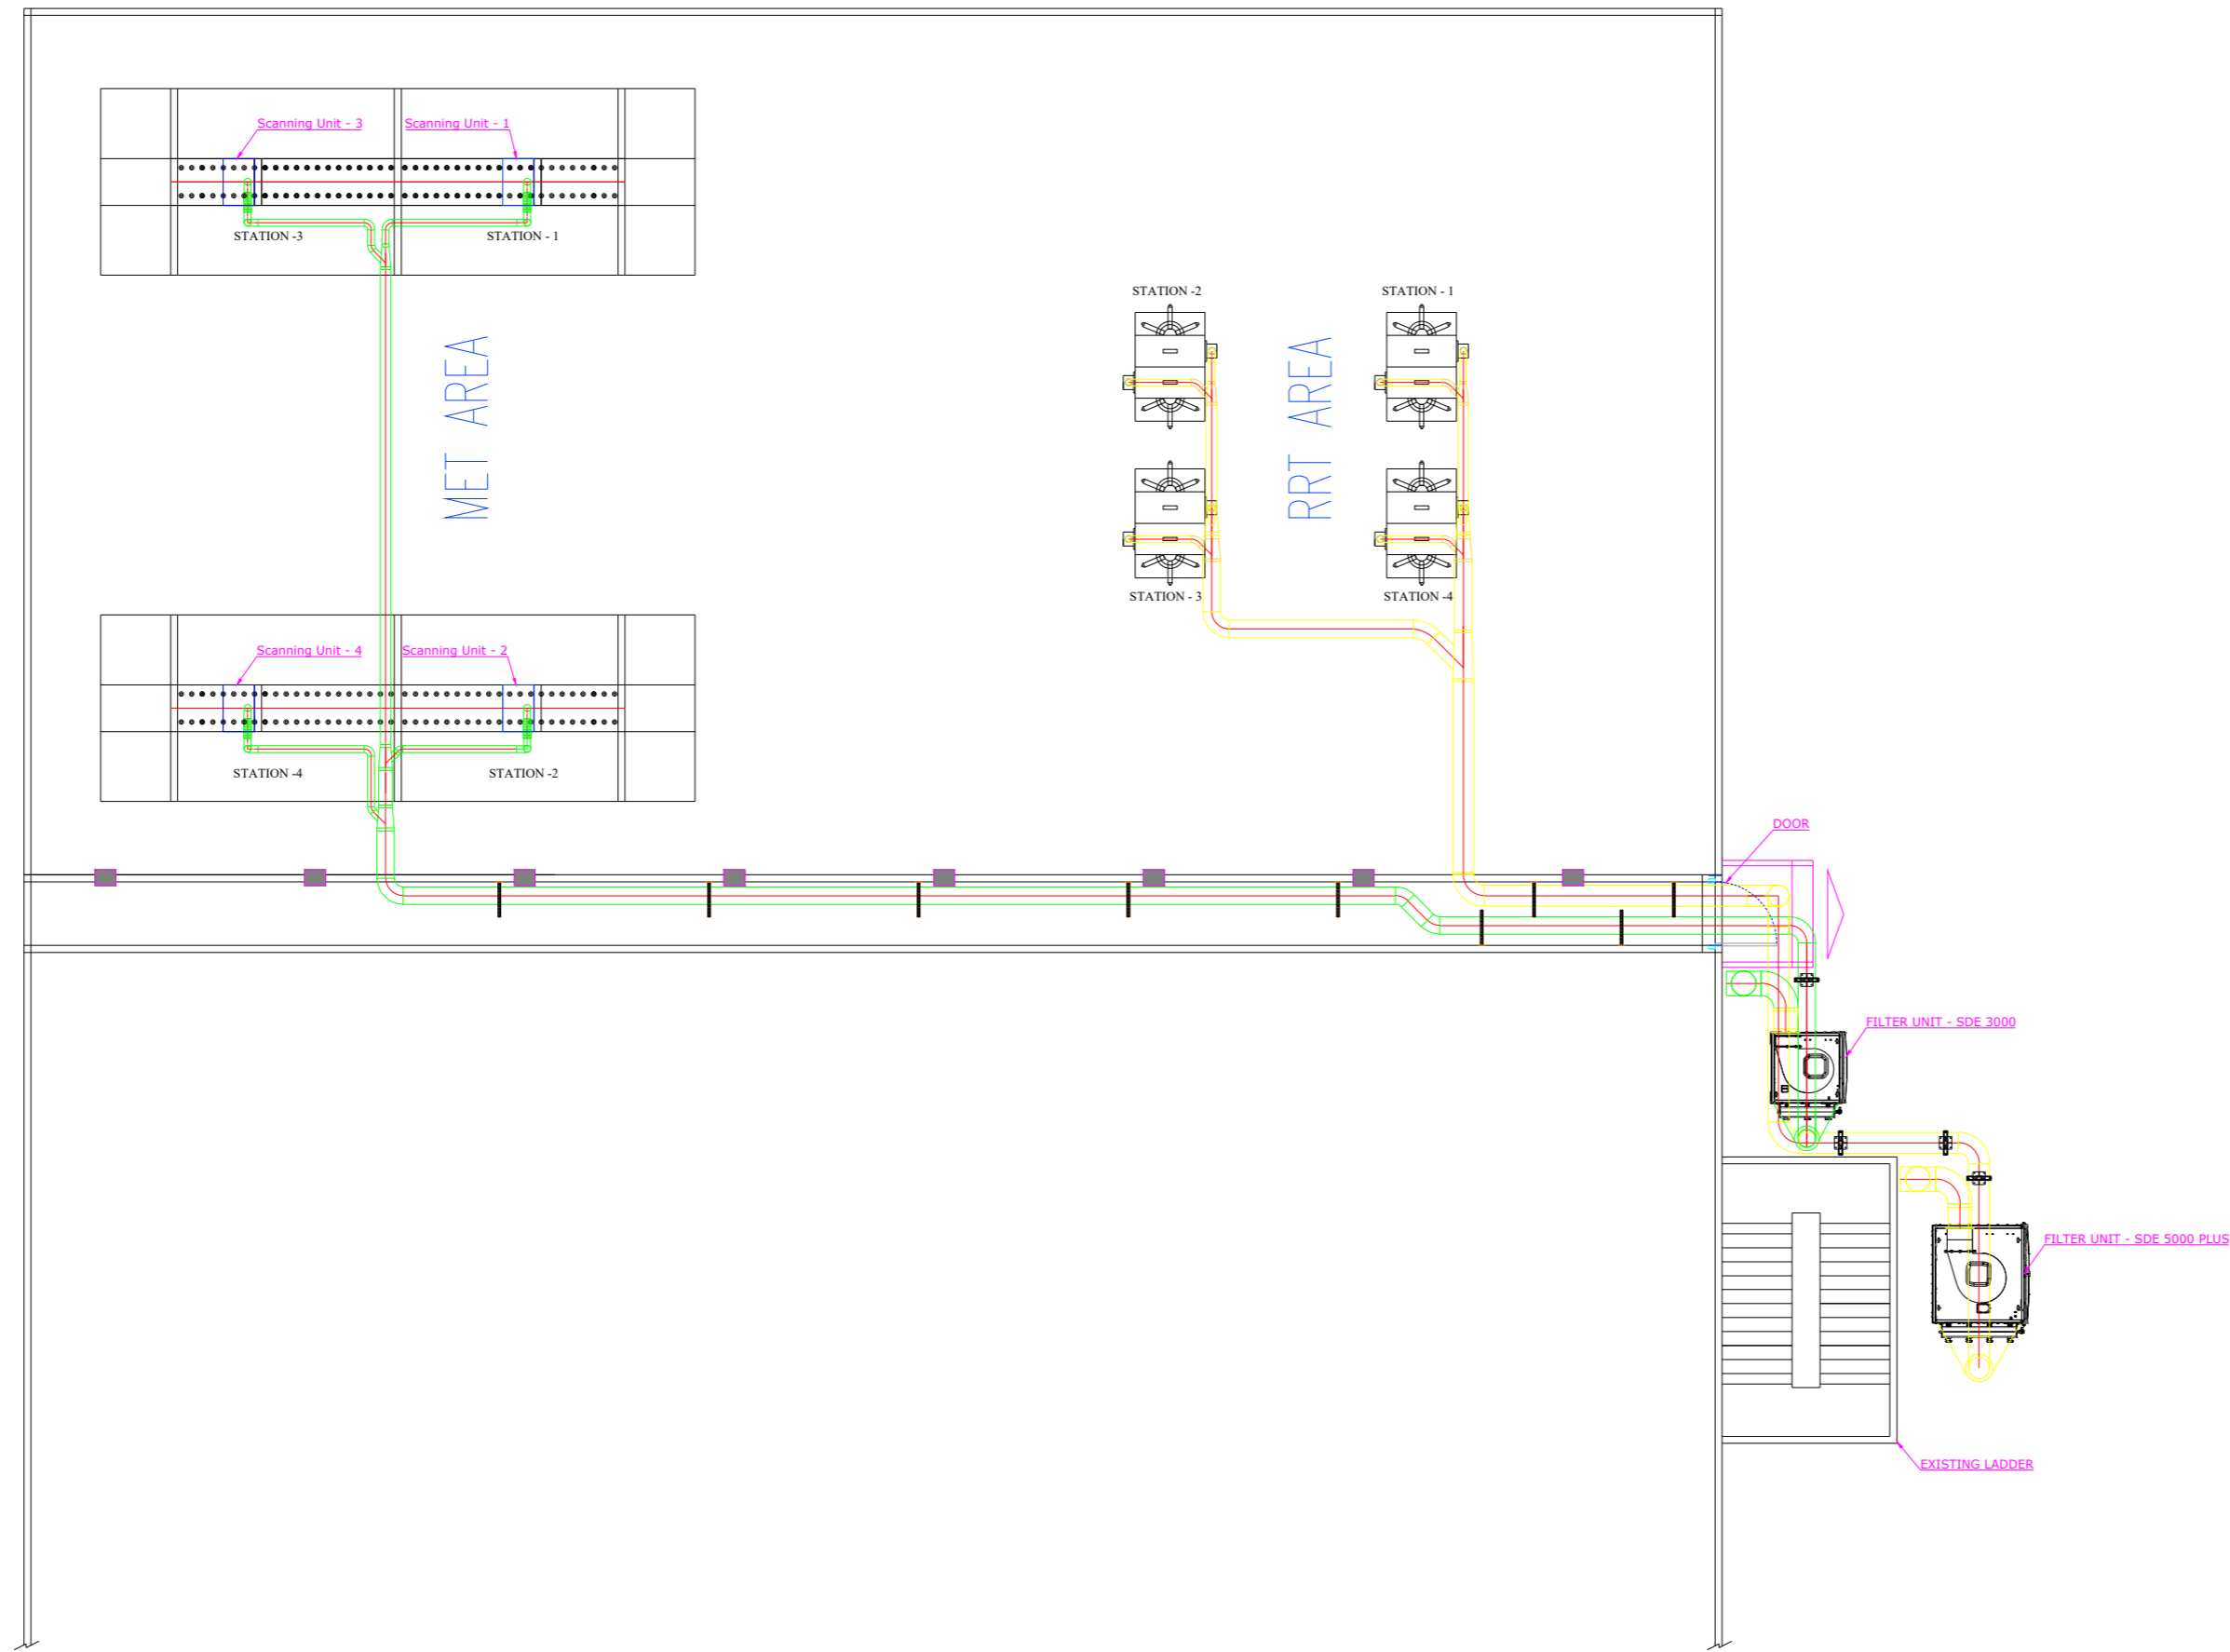 Scanning Unit - 3
Scanning Unit - 1
STATION -3
STATION - 1
STATION -2
STATION - 1
MET AREA
RRT AREA
STATION - 3
STATION -4
Scanning Unit - 4
Scanning Unit - 2
STATION -4
STATION -2
DOOR
FILTER UNIT - SDE 3000
FILTER UNIT - SDE 5000 PLUS
EXISTING LADDER